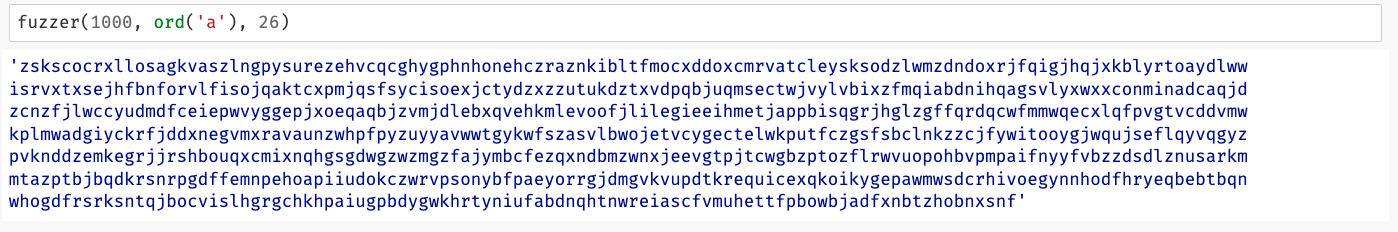 fuzzer(1000, ord('a'), 26)
'zskscocrxllosagkvaszlngpysurezehvcqcghygphnhonehczraznkibltfmocxddoxcmrvatcleysksodzlwmzdndoxrjfqigjhqjxkblyrtoaydlww
isrvxtxsejhfbnforvlfisojqaktcxpmjqsfsycisoexjctydzxzzutukdztxvdpqbjuqmsectwjvylvbixzfmqiabdnihqagsvlyxwxxconminadcaqjd
zcnzfjlwccyudmdfceiepwvyggepjxoeqaqbjzvmjdlebxqvehkmlevoofjlilegieeihmetjappbisqgrjhglzgffqrdqcwfmmwqecxlqfpvgtvcddvmw
kplmwadgiyckrfjddxnegvmxravaunzwhpfpyzuyyavwwtgykwfszasvlbwojetvcygectelwkputfczgsfsbclnkzzcjfywitooygjwqujseflqyvqgyz
pvknddzemkegrjjrshbouqxcmixnqhgsgdwgzwzmgzfajymbcfezqxndbmzwnxjeevgtpjtcwgbzptozflrwvuopohbvpmpaifnyyfvbzzdsdlznusarkm
mtazptbjbqdkrsnrpgdffemnpehoapiiudokczwrvpsonybfpaeyorrgjdmgvkvupdtkrequicexqkoikygepawmwsdcrhivoegynnhodfhryeqbebtbqn
whogdfrsrksntqjbocvislhgrgchkhpaiugpbdygwkhrtyniufabdnqhtnwreiascfvmuhettfpbowbjadfxnbtzhobnxsnf'